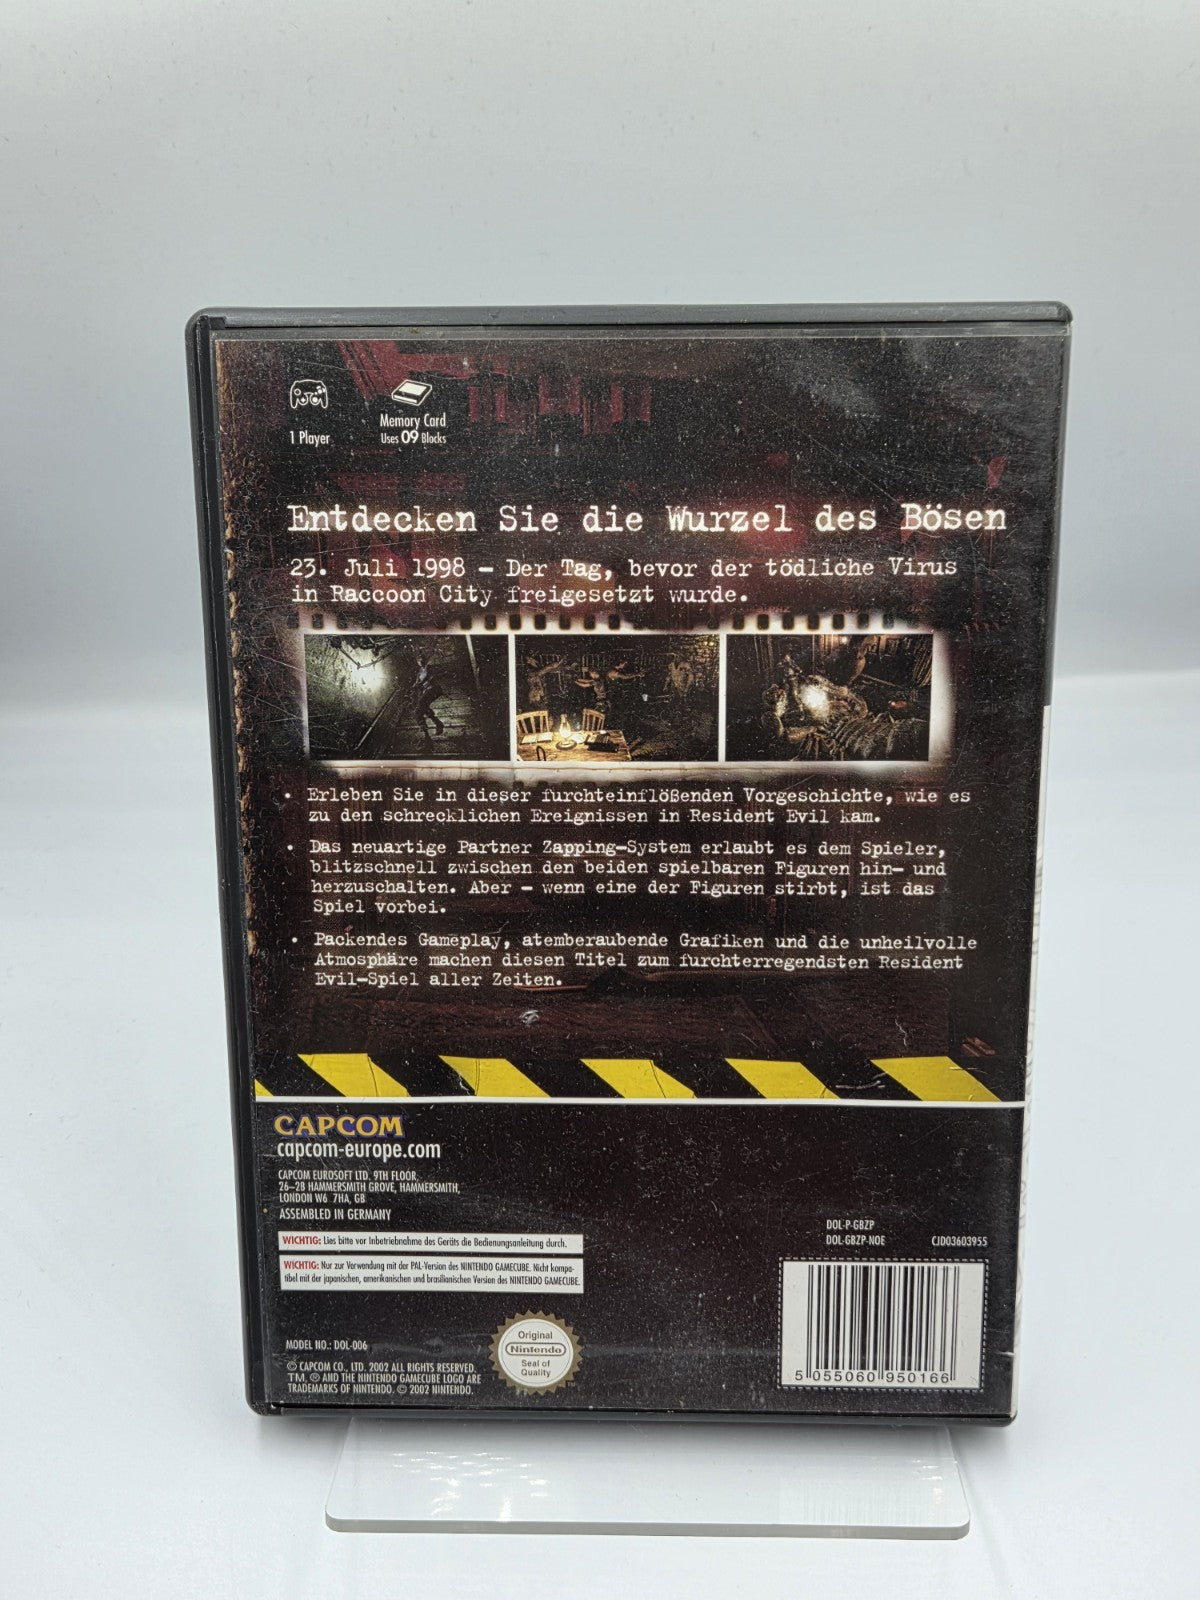 1 Player
Memory Card
Uses 09 Blocks
Entdecken Sie die Wurzel des Bösen
23. Juli 1998 – Der Tag, bevor der tödliche Virus
in Raccoon City freigesetzt wurde.
• Erleben Sie in dieser furchteinflößenden Vorgeschichte, wie es
zu den schrecklichen Ereignissen in Resident Evil kam.
• Das neuartige Partner Zapping-System erlaubt es dem Spieler,
blitzschnell zwischen den beiden spielbaren Figuren hin- und
herzuschalten. Aber – wenn eine der Figuren stirbt, ist das
Spiel vorbei.
• Packendes Gameplay, atemberaubende Grafiken und die unheilvolle
Atmosphäre machen diesen Titel zum furchterregendsten Resident
Evil-Spiel aller Zeiten.
CAPCOM
capcom-europe.com
CAPCOM EUROSOFT LTD. 9TH FLOOR,
26–28 HAMMERSMITH GROVE, HAMMERSMITH,
LONDON W6 7HA, GB
ASSEMBLED IN GERMANY
WICHTIG: Lies bitte vor Inbetriebnahme des Geräts die Bedienungsanleitung durch.
WICHTIG: Nur zur Verwendung mit der PAL-Version des NINTENDO GAMECUBE. Nicht kompa-
tibel mit der japanischen, amerikanischen und brasilianischen Version des NINTENDO GAMECUBE.
MODEL NO.: DOL-006
© CAPCOM CO., LTD. 2002 ALL RIGHTS RESERVED.
TM, ® AND THE NINTENDO GAMECUBE LOGO ARE
TRADEMARKS OF NINTENDO. © 2002 NINTENDO.
Original
Nintendo
Seal of
Quality
DOL-P-GBZP
DOL-GBZP-NOE CJD03603955
5 055060 950166